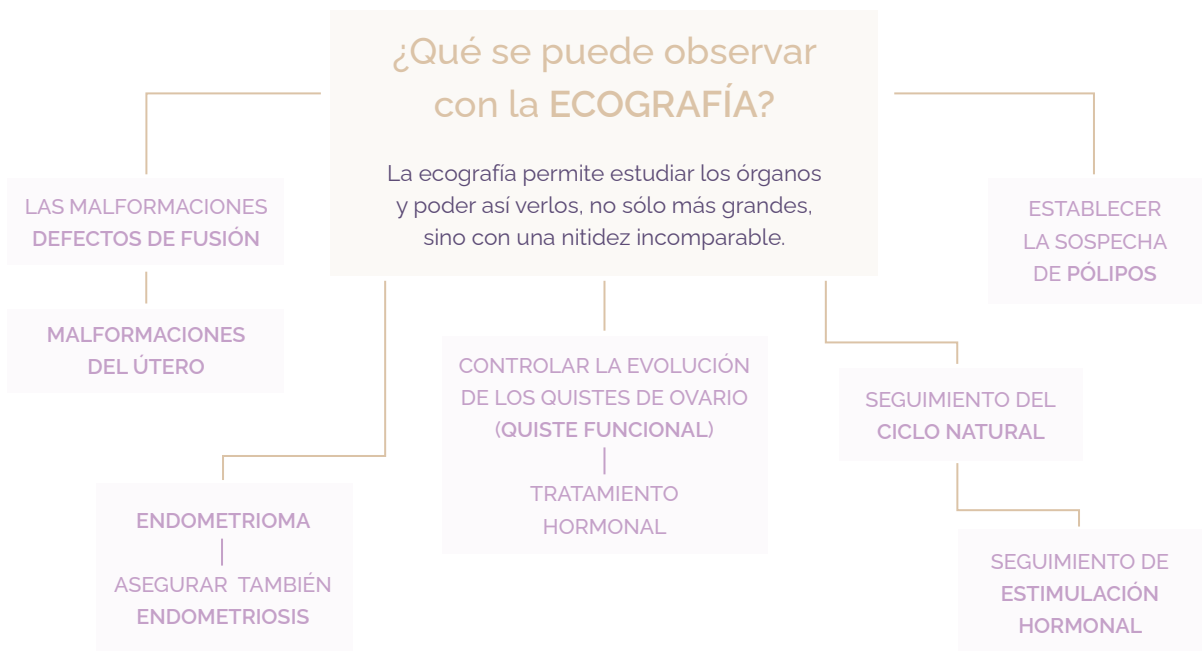 ¿Qué se puede observar
con la ECOGRAFÍA?
La ecografía permite estudiar los órganos
y poder así verlos, no sólo más grandes,
sino con una nitidez incomparable.
LAS MALFORMACIONES
DEFECTOS DE FUSIÓN
MALFORMACIONES
DEL ÚTERO
ENDOMETRIOMA
ASEGURAR TAMBIÉN
ENDOMETRIOSIS
CONTROLAR LA EVOLUCIÓN
DE LOS QUISTES DE OVARIO
(QUISTE FUNCIONAL)
TRATAMIENTO
HORMONAL
SEGUIMIENTO DEL
CICLO NATURAL
SEGUIMIENTO DE
ESTIMULACIÓN
HORMONAL
ESTABLECER
LA SOSPECHA
DE PÓLIPOS